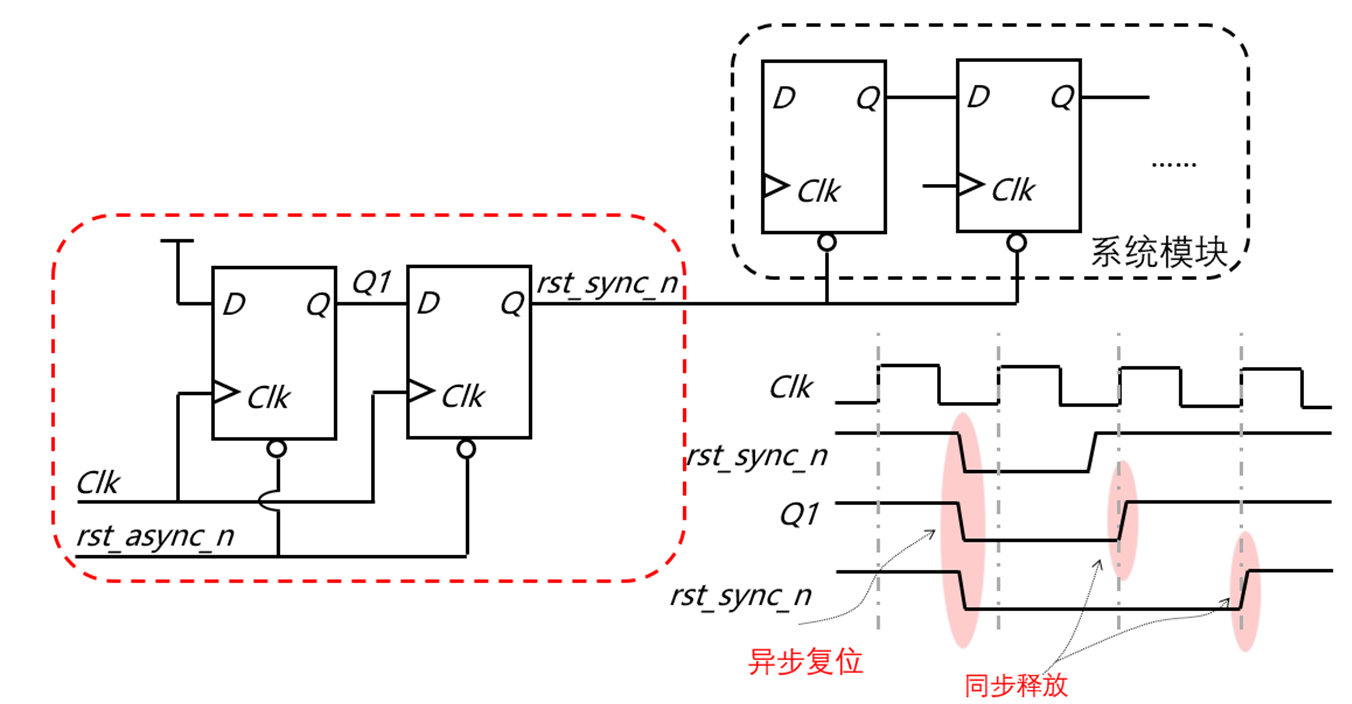 D Q D Q
Clk Clk
......
系统模块
Q1 rst_sync_n
D Q D Q
Clk Clk
Clk
rst_async_n
Clk
rst_sync_n
Q1
rst_sync_n
异步复位
同步释放